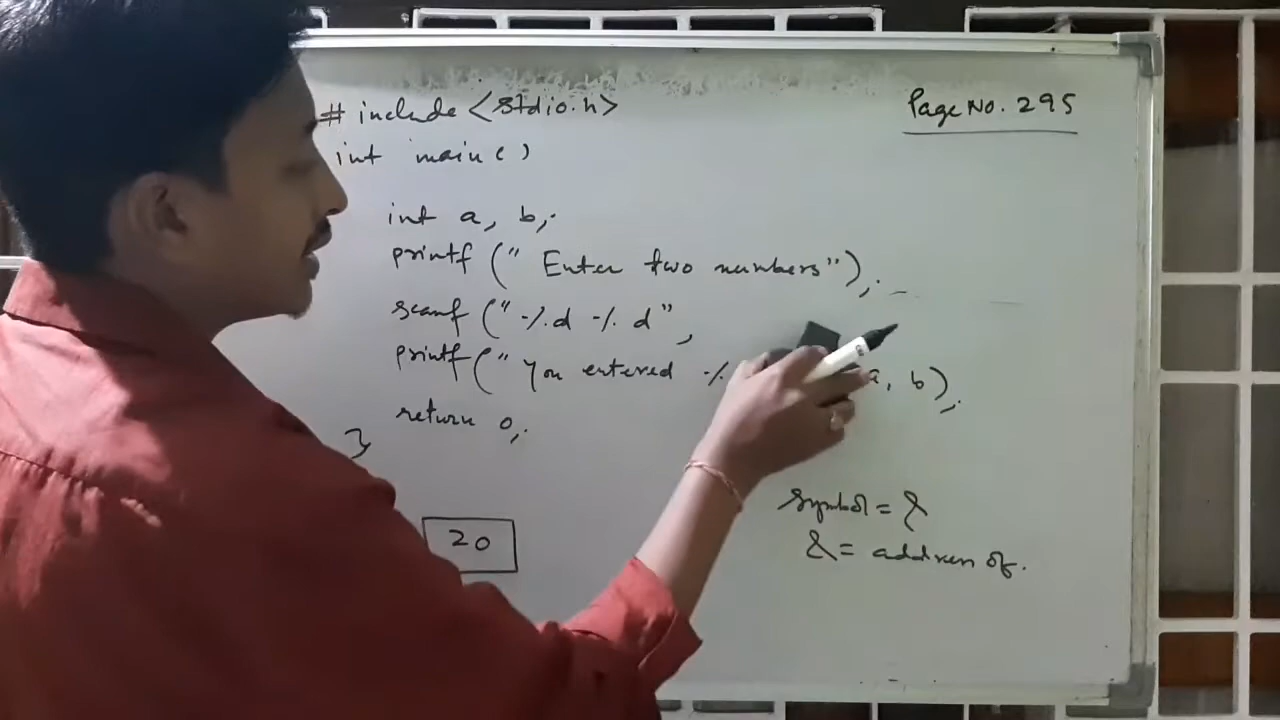 Page No. 295
# include <stdio.h>
int main()
int a, b;
printf (" Enter two numbers");
scanf (" %d %d",
printf (" You entered % a, b);
return 0;
}
20
Symbol = &
& = address of.